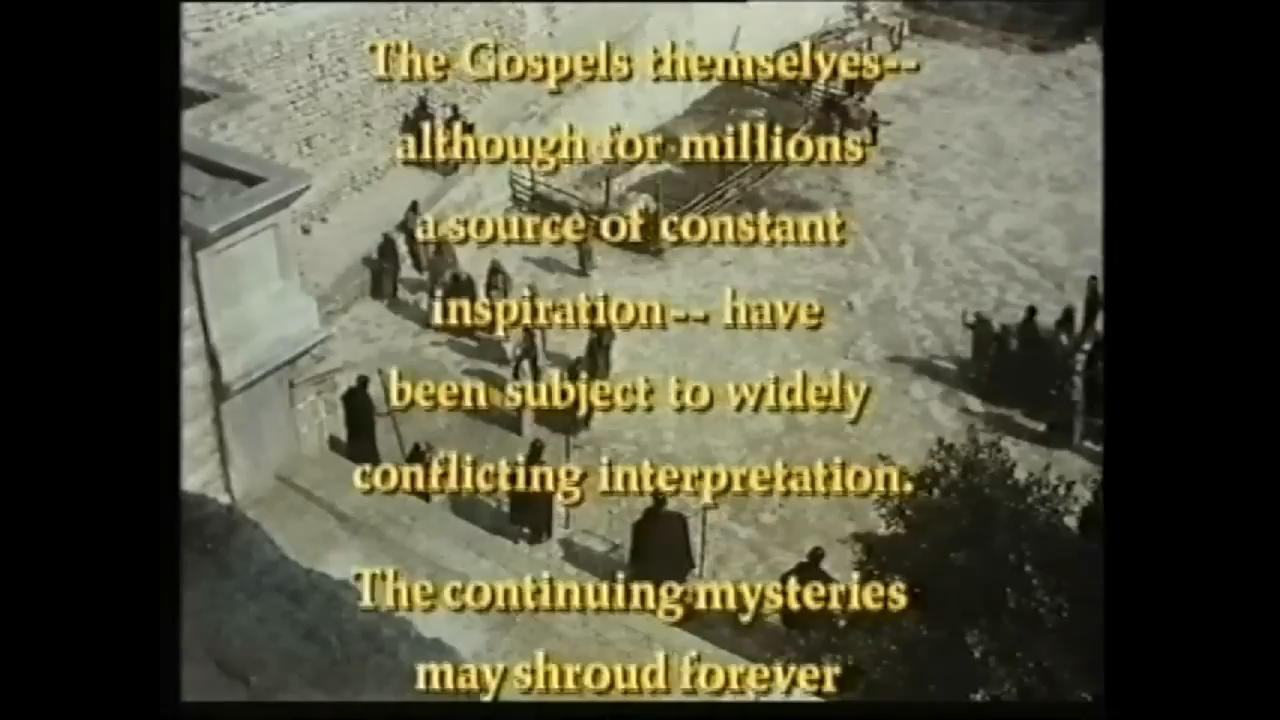 The Gospels themselves--
although for millions
a source of constant
inspiration-- have
been subject to widely
conflicting interpretation.
The continuing mysteries
may shroud forever